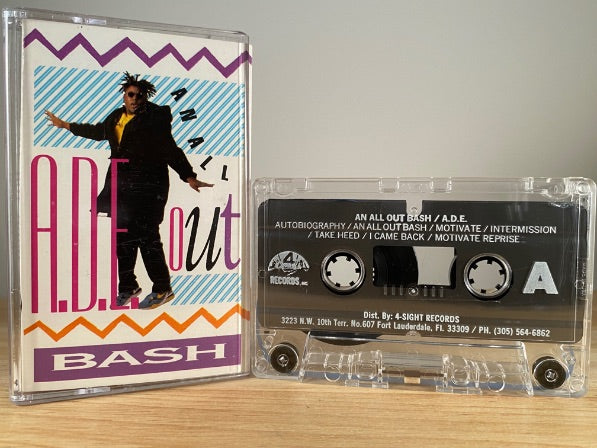 AN ALL
A.D.E.
out
BASH
AN ALL OUT BASH / A.D.E.
AUTOBIOGRAPHY / AN ALL OUT BASH / MOTIVATE / INTERMISSION
/ TAKE HEED / I CAME BACK / MOTIVATE REPRISE
4
RECORDS, INC.
A
Dist. By: 4-SIGHT RECORDS
3223 N.W. 10th Terr. No.607 Fort Lauderdale, Fl. 33309 / PH. (305) 564-6862